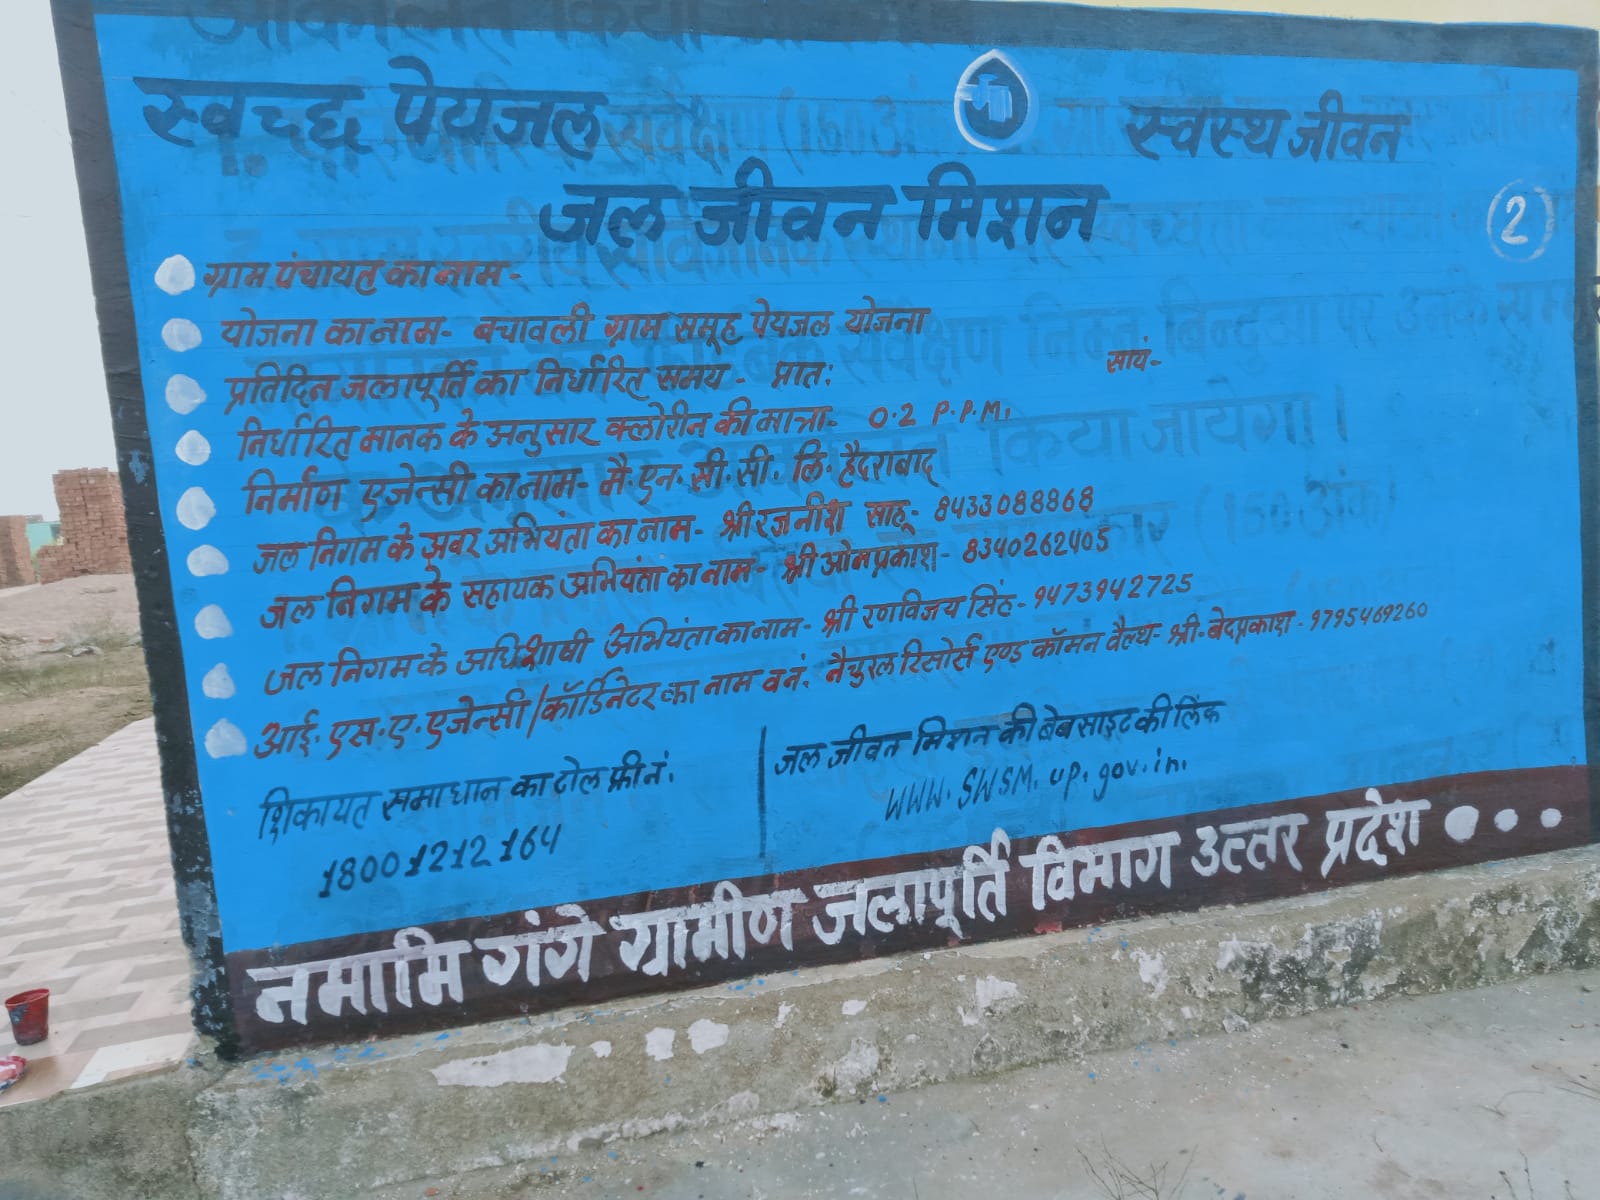 स्वच्छ पेयजल स्वस्थ जीवन
जल जीवन मिशन
2
ग्राम पंचायत का नाम-
योजना का नाम- बचावली ग्राम समूह पेयजल योजना
प्रतिदिन जलापूर्ति का निर्धारित समय - प्रात: सायं-
निर्धारित मानक के अनुसार क्लोरीन की मात्रा- 0.2 P.P.M.
निर्माण एजेन्सी का नाम- मै.एन.सी.सी. लि. हैदराबाद
जल निगम के अवर अभियंता का नाम- श्री रजनीश साहू- 8433088868
जल निगम के सहायक अभियंता का नाम- श्री ओमप्रकाश- 8340262405
जल निगम के अधिशाषी अभियंता का नाम- श्री रणविजय सिंह- 9473942725
आई.एस.ए.एजेन्सी/कॉर्डिनेटर का नाम व नं. नैचुरल रिसोर्स एण्ड कॉमन वैल्थ- श्री-बेदप्रकाश- 9795469260
शिकायत समाधान का टोल फ्री नं.
1800 1212 164
जल जीवन मिशन की बेबसाइट की लिंक
WWW. SWSM. up. gov. in.
नमामि गंगे ग्रामीण जलापूर्ति विभाग उत्तर प्रदेश